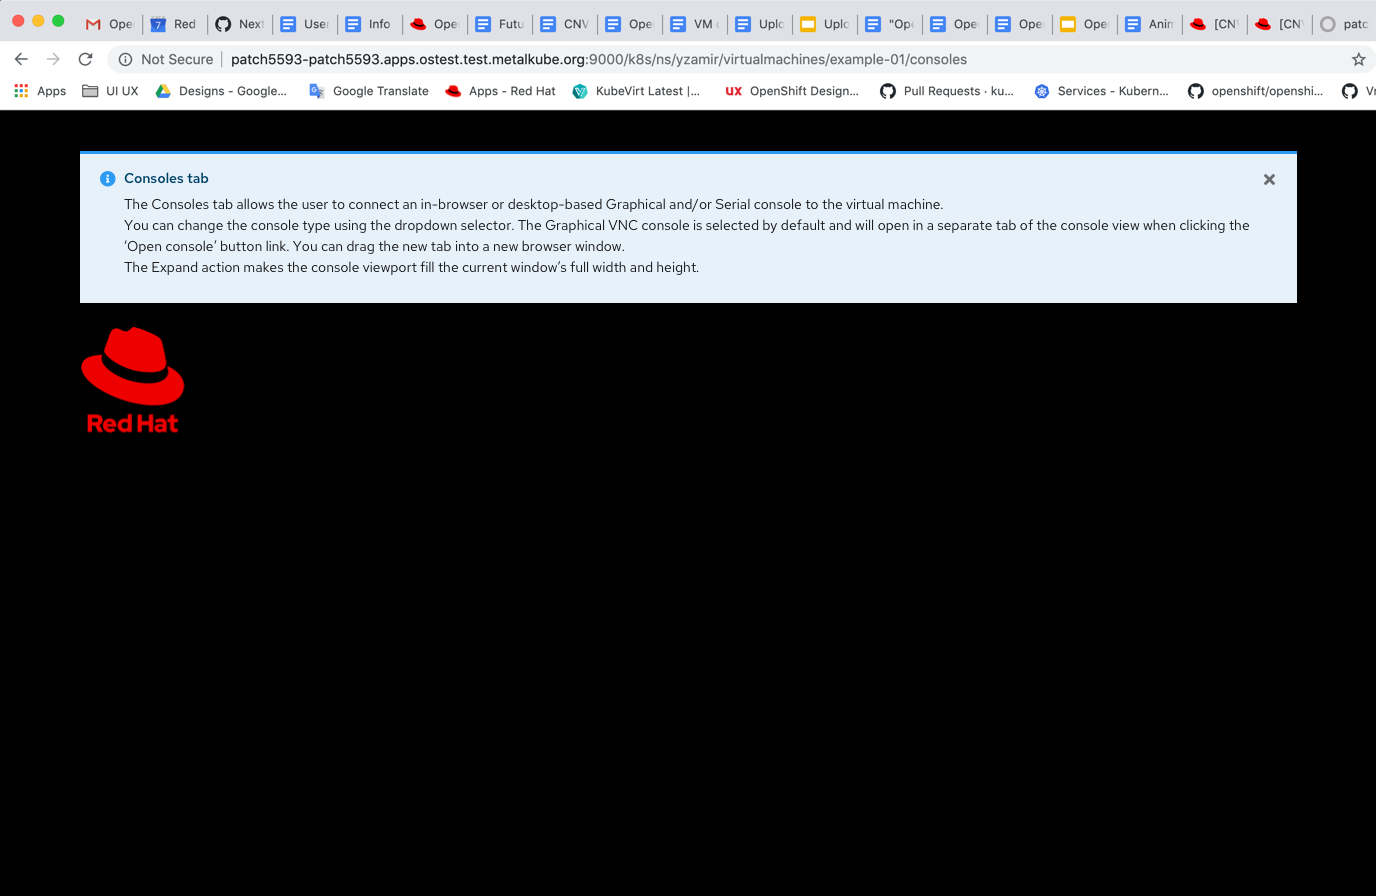 Ope
7
Red
Next
User
Info
Ope
Futu
CNV
Ope
VM
Uplo
Uplo
"Op
Ope
Ope
Ope
Anin
[CN
[CN
patc
Not Secure
patch5593-patch5593.apps.ostest.test.metalkube.org:9000/k8s/ns/yzamir/virtualmachines/example-01/consoles
Apps
UI UX
Designs - Google...
Google Translate
Apps - Red Hat
KubeVirt Latest |...
UX
OpenShift Design...
Pull Requests · ku...
Services - Kubern...
openshift/openshi...
Consoles tab
The Consoles tab allows the user to connect an in-browser or desktop-based Graphical and/or Serial console to the virtual machine.
You can change the console type using the dropdown selector. The Graphical VNC console is selected by default and will open in a separate tab of the console view when clicking the
‘Open console’ button link. You can drag the new tab into a new browser window.
The Expand action makes the console viewport fill the current window’s full width and height.
Red Hat